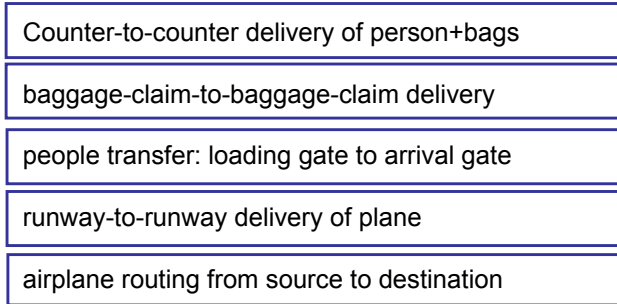 Counter-to-counter delivery of person+bags
baggage-claim-to-baggage-claim delivery
people transfer: loading gate to arrival gate
runway-to-runway delivery of plane
airplane routing from source to destination